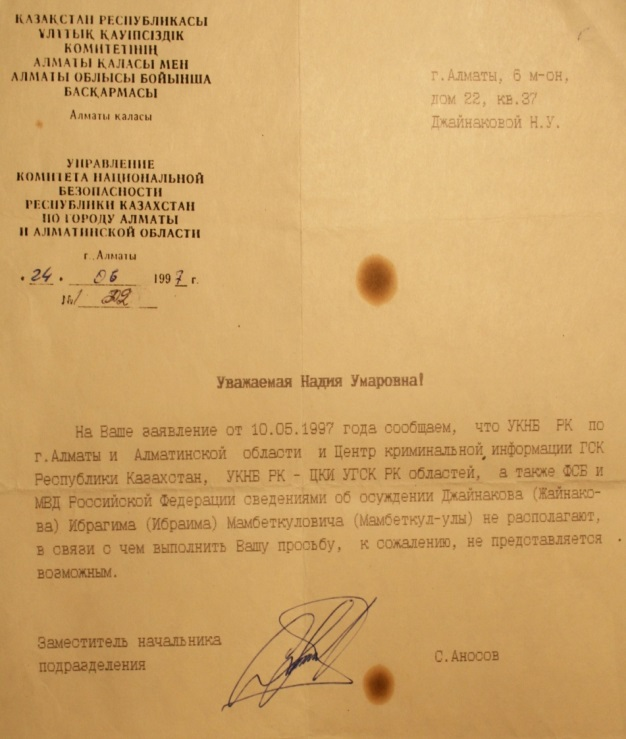 ҚАЗАҚСТАН РЕСПУБЛИКАСЫ
ҰЛТТЫҚ ҚАУІПСІЗДІК
КОМИТЕТІНІҢ
АЛМАТЫ ҚАЛАСЫ МЕН
АЛМАТЫ ОБЛЫСЫ БОЙЫНША
БАСҚАРМАСЫ
Алматы қаласы
УПРАВЛЕНИЕ
КОМИТЕТА НАЦИОНАЛЬНОЙ
БЕЗОПАСНОСТИ
РЕСПУБЛИКИ КАЗАХСТАН
ПО ГОРОДУ АЛМАТЫ
И АЛМАТИНСКОЙ ОБЛАСТИ
г. Алматы
24. 06 1997 г.
№
г.Алматы, 6 м-он,
дом 22, кв.37
Джайнаковой Н.У.
Уважаемая Надия Умаровна!
На Ваше заявление от 10.05.1997 года сообщаем, что УКНБ РК по
г.Алматы и Алматинской области и Центр криминальной информации ГСК
Республики Казахстан, УКНБ РК - ЦКИ УГСК РК областей, а также ФСБ и
МВД Российской Федерации сведениями об осуждении Джайнакова (Жайнако-
ва) Ибрагима (Ибраима) Мамбеткуловича (Мамбеткул-улы) не располагают,
в связи с чем выполнить Вашу просьбу, к сожалению, не представляется
возможным.
Заместитель начальника
подразделения
С.Аносов